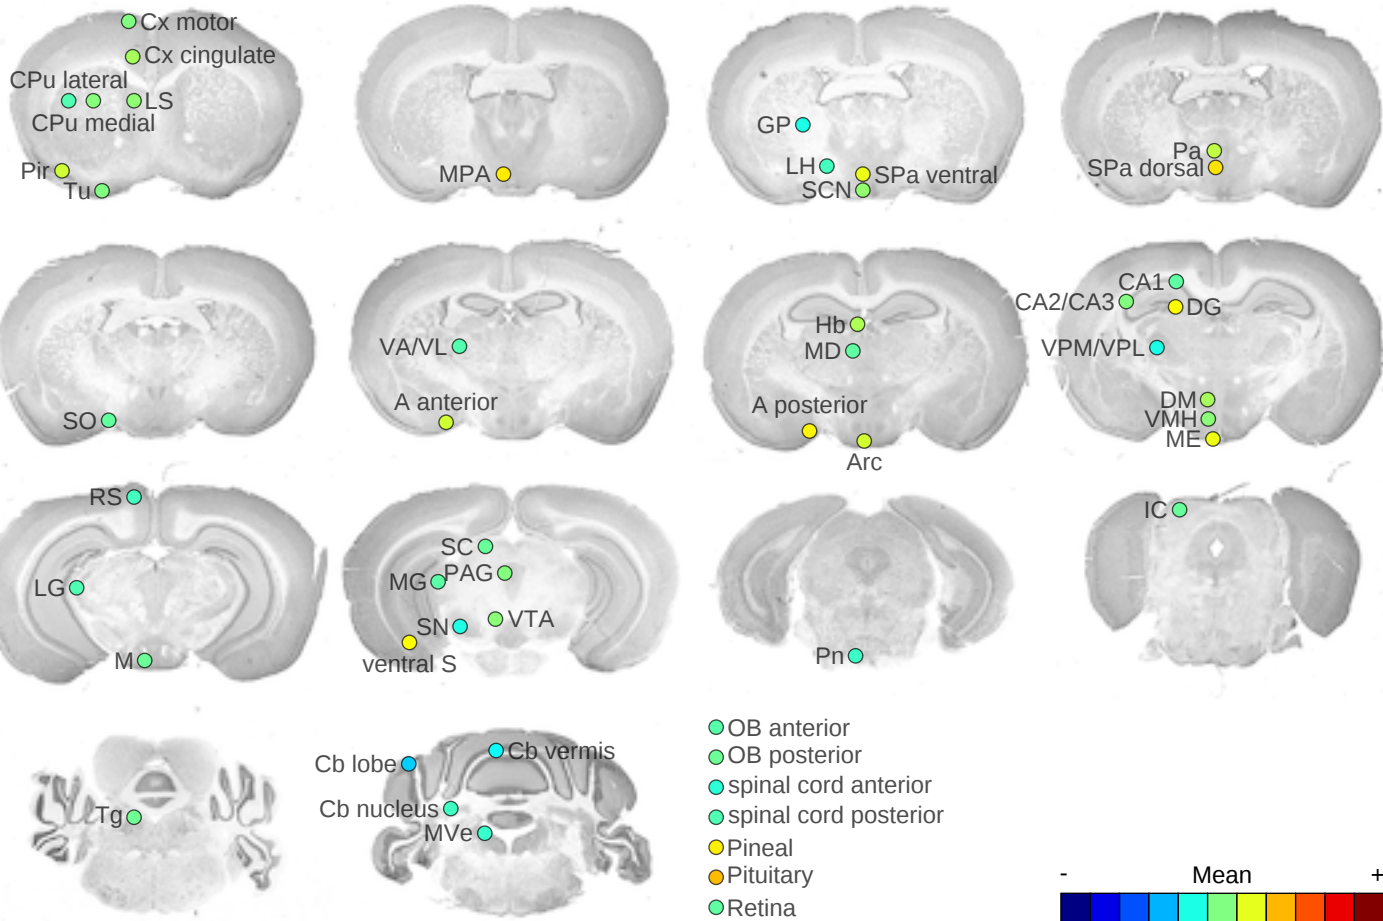 Cx motor
Cx cingulate
CPu lateral
LS
CPu medial
Pir
Tu
MPA
GP
LH
SPa ventral
SCN
Pa
SPa dorsal
SO
VA/VL
A anterior
Hb
MD
A posterior
Arc
CA1
CA2/CA3
DG
VPM/VPL
DM
VMH
ME
RS
LG
M
SC
PAG
MG
SN
VTA
ventral S
Pn
IC
Tg
Cb lobe
Cb vermis
Cb nucleus
MVe
OB anterior
OB posterior
spinal cord anterior
spinal cord posterior
Pineal
Pituitary
Retina
- Mean +